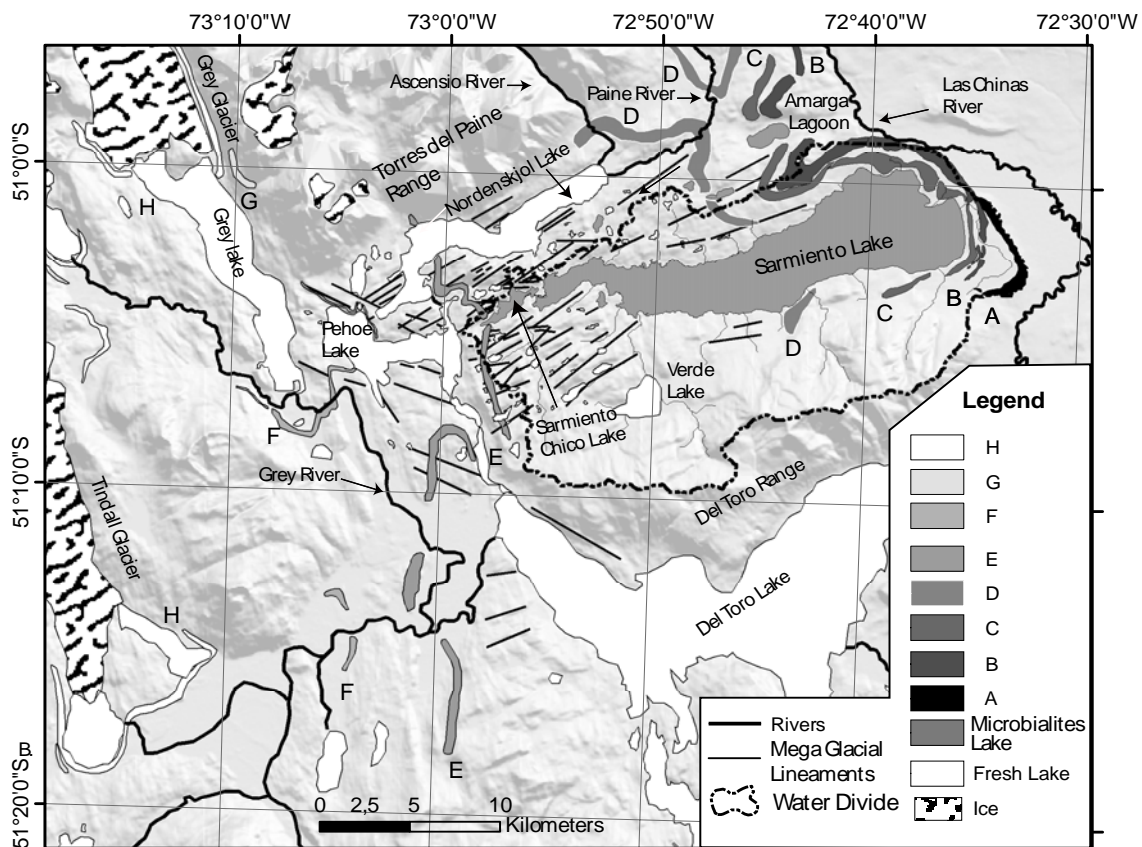 73°10'0"W 73°0'0"W 72°50'0"W 72°40'0"W 72°30'0"W
51°0'0"S
51°10'0"S
51°20'0"S
Grey Glacier
Ascensio River
D
C
B
Paine River
Amarga
Lagoon
Las Chinas
River
D
Torres del Paine
Range
Nordenskjol Lake
H
G
Grey lake
Sarmiento Lake
Pehoe
Lake
B
A
C
D
Verde
Lake
Sarmiento
Chico Lake
F
E
Grey River
Del Toro Range
Tindall Glacier
Del Toro Lake
H
F
E
0 2,5 5 10
Kilometers
Legend
H
G
F
E
D
C
B
A
Microbialites
Lake
Fresh Lake
Ice
Rivers
Mega Glacial
Lineaments
Water Divide